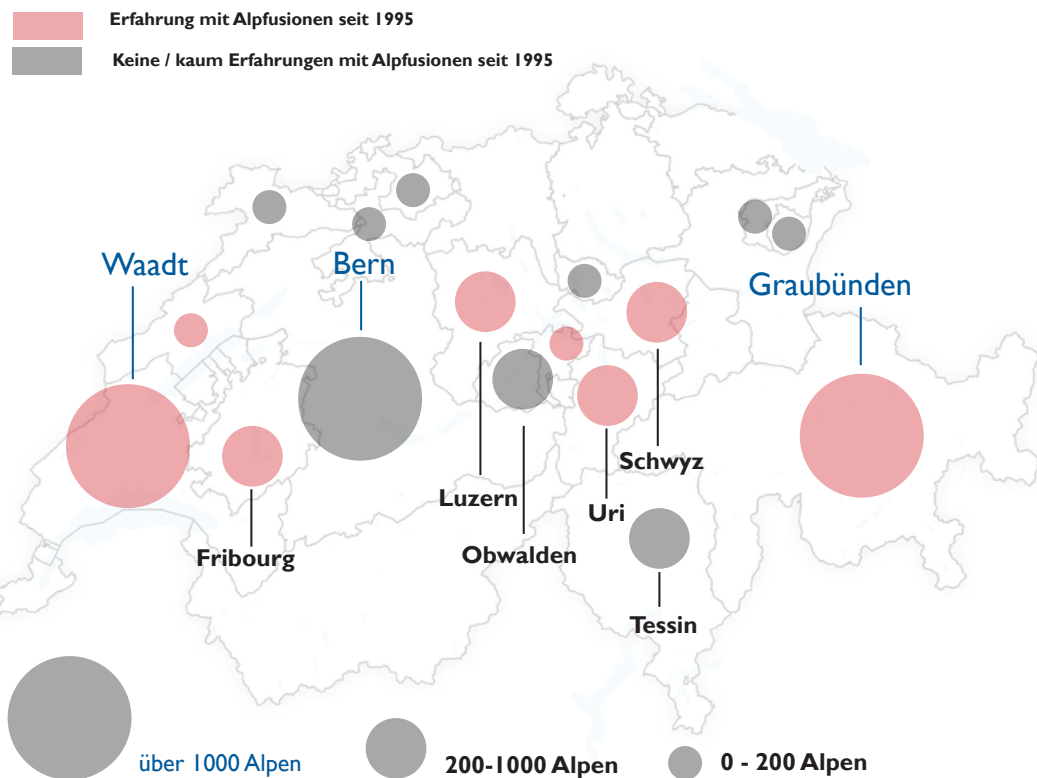 Erfahrung mit Alpfusionen seit 1995
Keine / kaum Erfahrungen mit Alpfusionen seit 1995
Waadt
Bern
Graubünden
Schwyz
Luzern
Uri
Fribourg
Obwalden
Tessin
über 1000 Alpen
200-1000 Alpen
0 - 200 Alpen